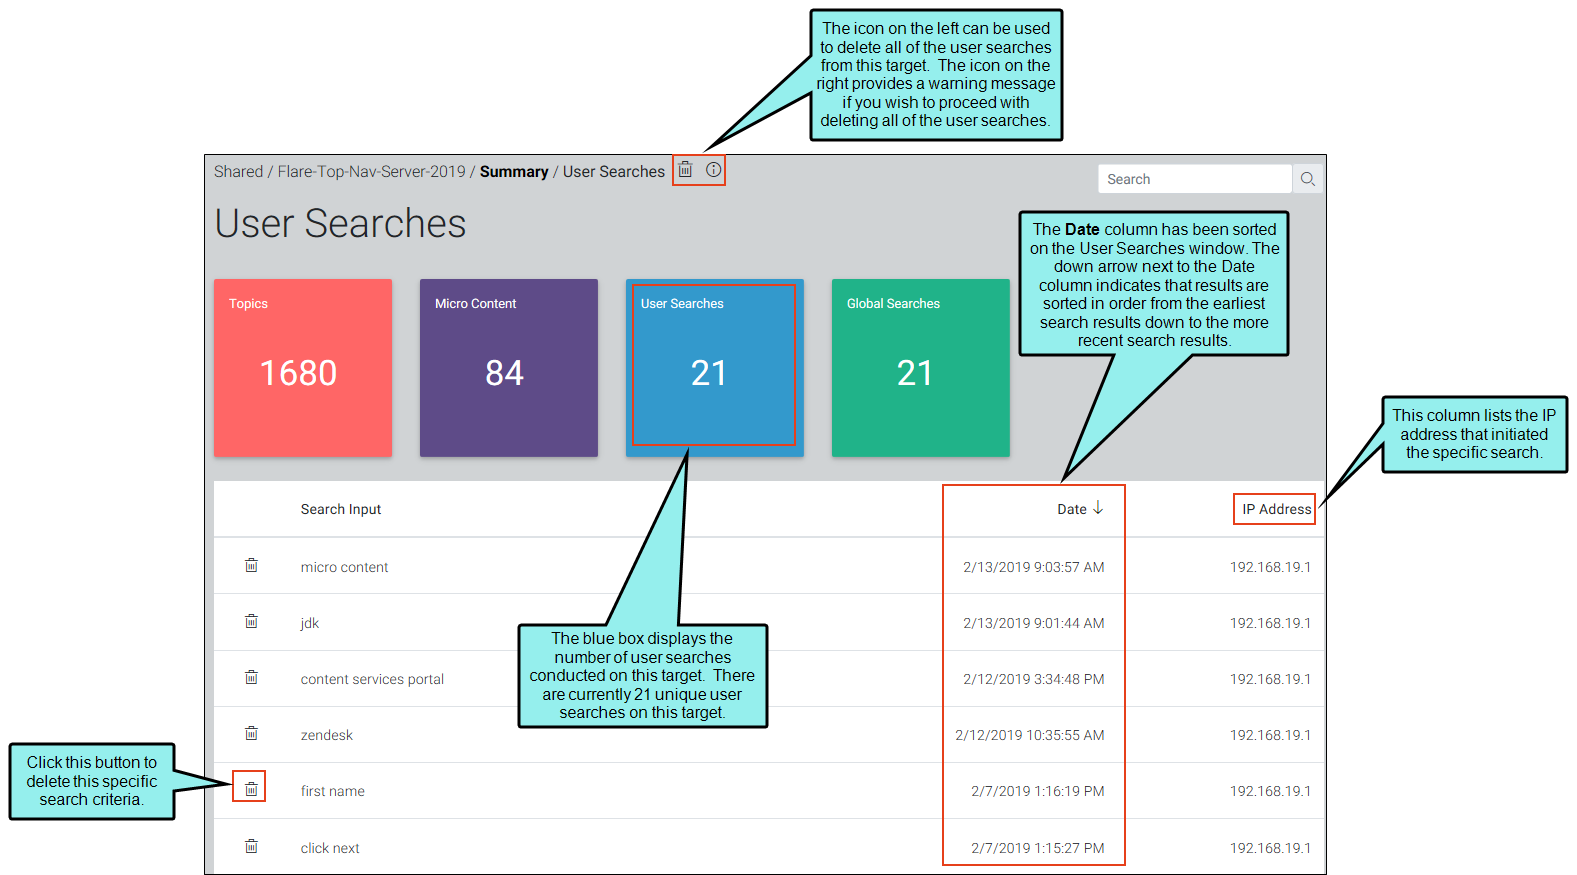 The icon on the left can be used
to delete all of the user searches
from this target.  The icon on the
right provides a warning message
if you wish to proceed with
deleting all of the user searches.
Shared / Flare-Top-Nav-Server-2019 / Summary / User Searches
Search
User Searches
The Date column has been sorted
on the User Searches window. The
down arrow next to the Date
column indicates that results are
sorted in order from the earliest
search results down to the more
recent search results.
Topics
1680
Micro Content
84
User Searches
21
Global Searches
21
This column lists the IP
address that initiated
the specific search.
Search Input Date ↓ IP Address
micro content 2/13/2019 9:03:57 AM 192.168.19.1
jdk 2/13/2019 9:01:44 AM 192.168.19.1
content services portal 2/12/2019 3:34:48 PM 192.168.19.1
zendesk 2/12/2019 10:35:55 AM 192.168.19.1
first name 2/7/2019 1:16:19 PM 192.168.19.1
click next 2/7/2019 1:15:27 PM 192.168.19.1
The blue box displays the
number of user searches
conducted on this target.  There
are currently 21 unique user
searches on this target.
Click this button to
delete this specific
search criteria.